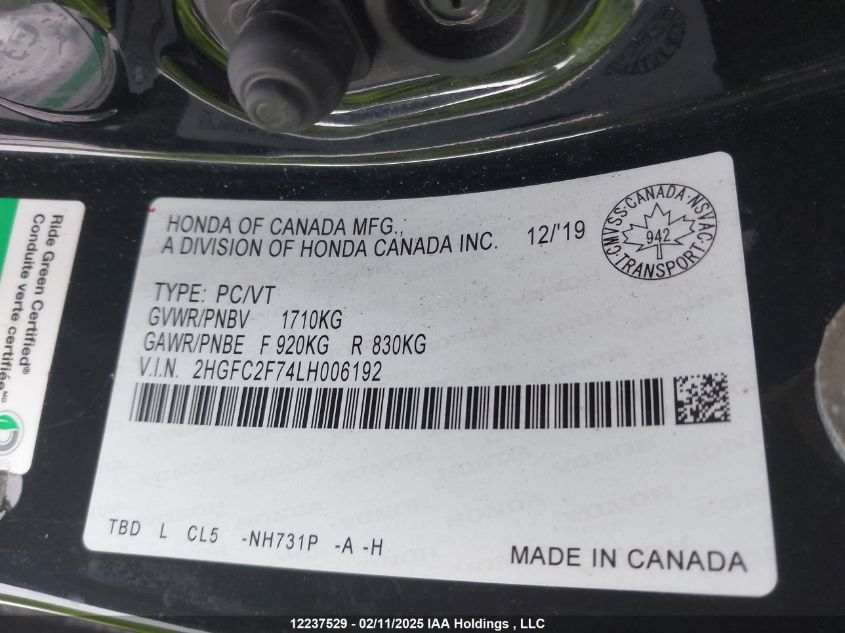 HONDA OF CANADA MFG.,
A DIVISION OF HONDA CANADA INC.
12/'19
CMVSS·CANADA·NSVAC·TRANSPORT·
942
TYPE: PC/VT
GVWR/PNBV 1710KG
GAWR/PNBE F 920KG R 830KG
V.I.N. 2HGFC2F74LH006192
TBD L CL5 -NH731P -A -H
MADE IN CANADA
Ride Green Certified®
Conduite verte certifiée MD
12237529 - 02/11/2025 IAA Holdings , LLC